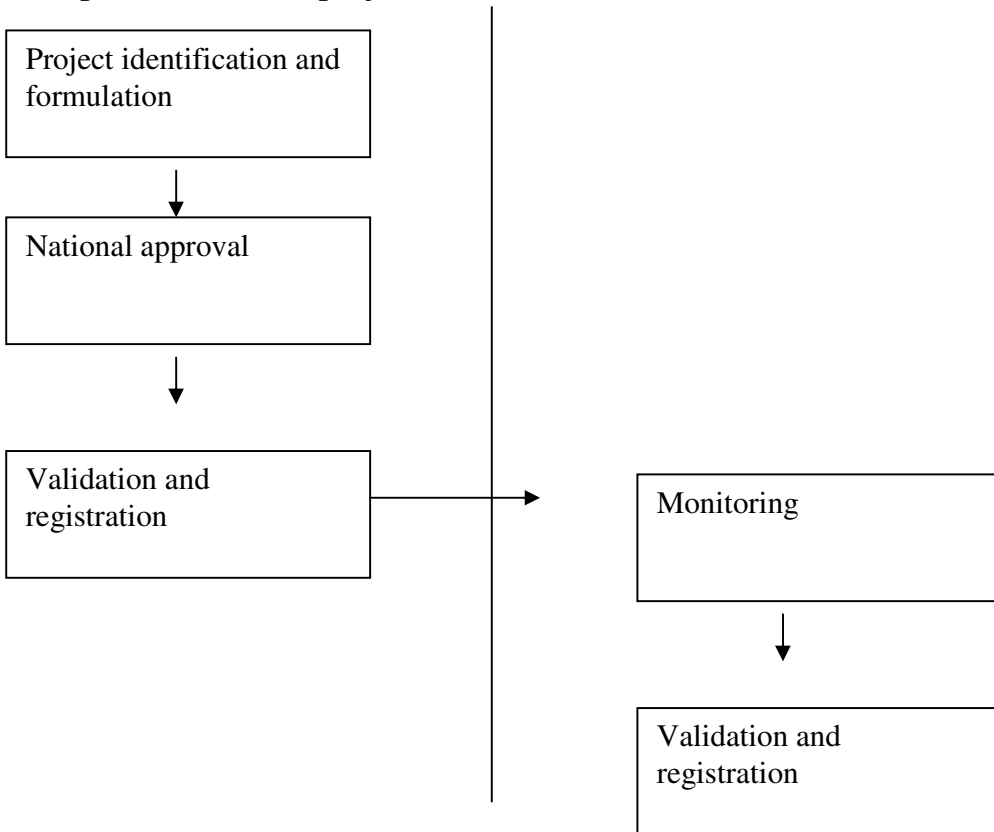 Project identification and
formulation
National approval
Validation and
registration
Monitoring
Validation and
registration